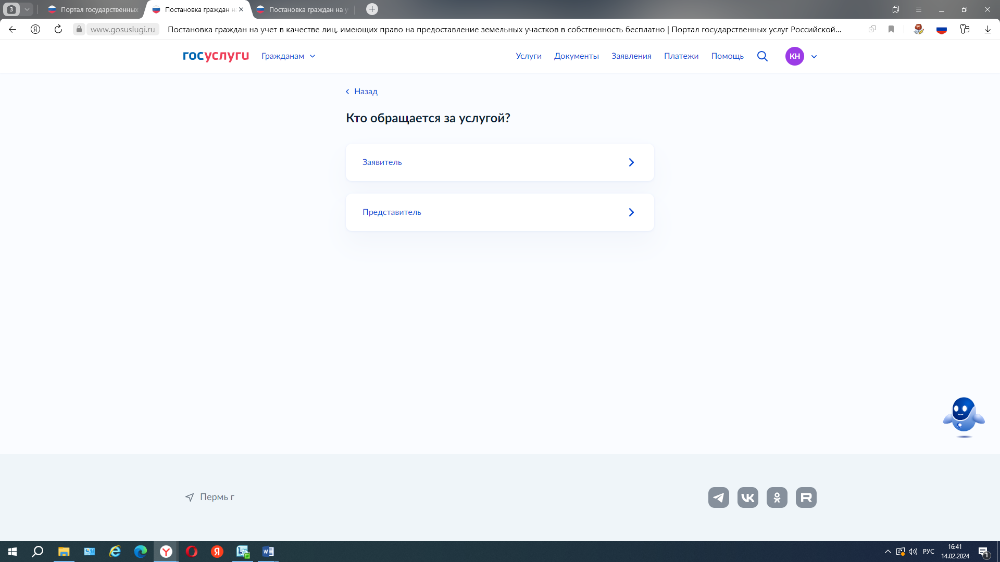 3
Портал государственных
Постановка граждан н
Постановка граждан на у
www.gosuslugi.ru
Постановка граждан на учет в качестве лиц, имеющих право на предоставление земельных участков в собственность бесплатно | Портал государственных услуг Российской...
госуслуги
Гражданам
Услуги
Документы
Заявления
Платежи
Помощь
КН
Назад
Кто обращается за услугой?
Заявитель
Представитель
Пермь г
РУС
16:41
14.02.2024
1